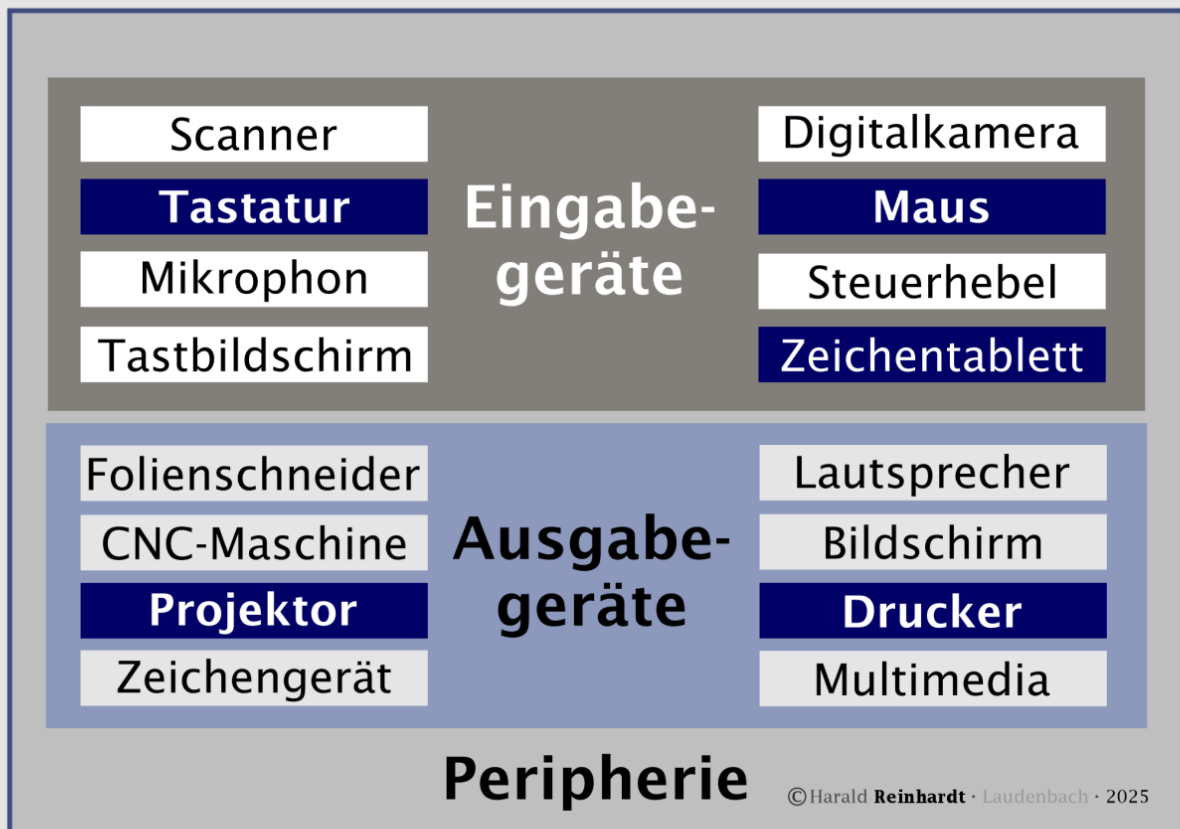 Scanner
Tastatur
Mikrophon
Tastbildschirm
Eingabe-
geräte
Digitalkamera
Maus
Steuerhebel
Zeichentablett
Folienschneider
CNC-Maschine
Projektor
Zeichengerät
Ausgabe-
geräte
Lautsprecher
Bildschirm
Drucker
Multimedia
Peripherie
©Harald Reinhardt · Laudenbach · 2025